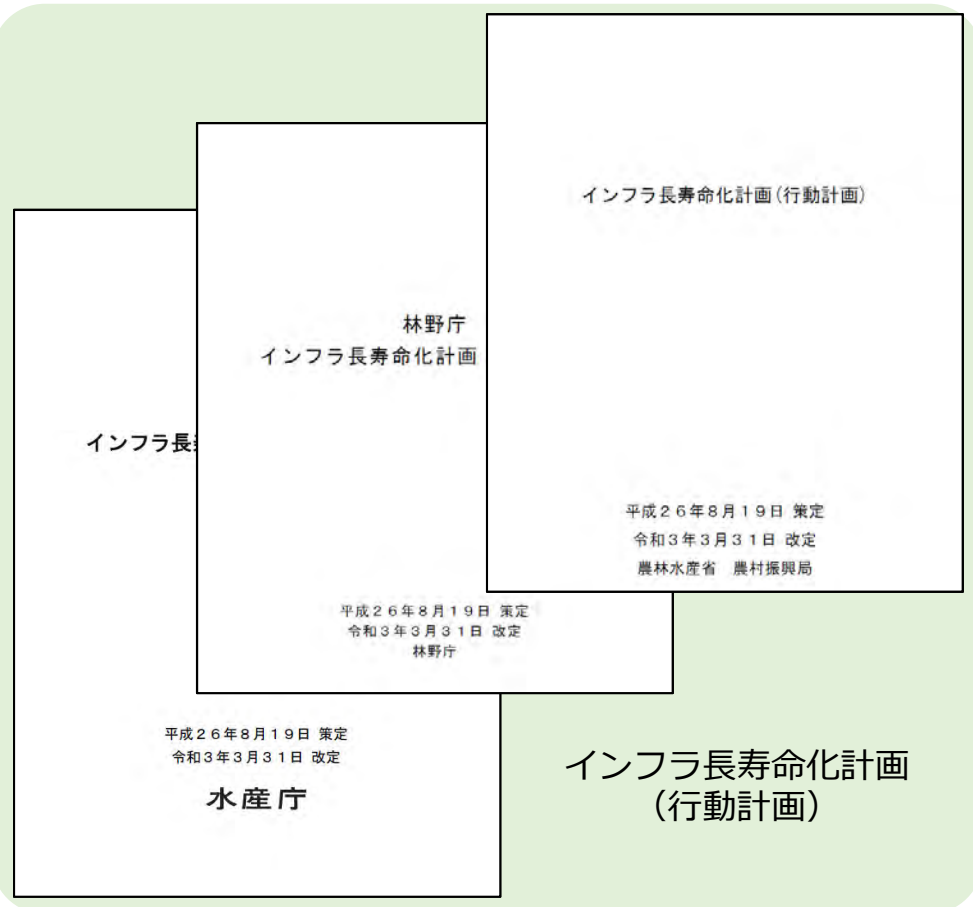 インフラ長寿命化計画(行動計画)
平成26年8月19日 策定
令和3年3月31日 改定
農林水産省 農村振興局
林野庁
インフラ長寿命化計画
平成26年8月19日 策定
令和3年3月31日 改定
林野庁
インフラ長
平成26年8月19日 策定
令和3年3月31日 改定
水産庁
インフラ長寿命化計画
(行動計画)